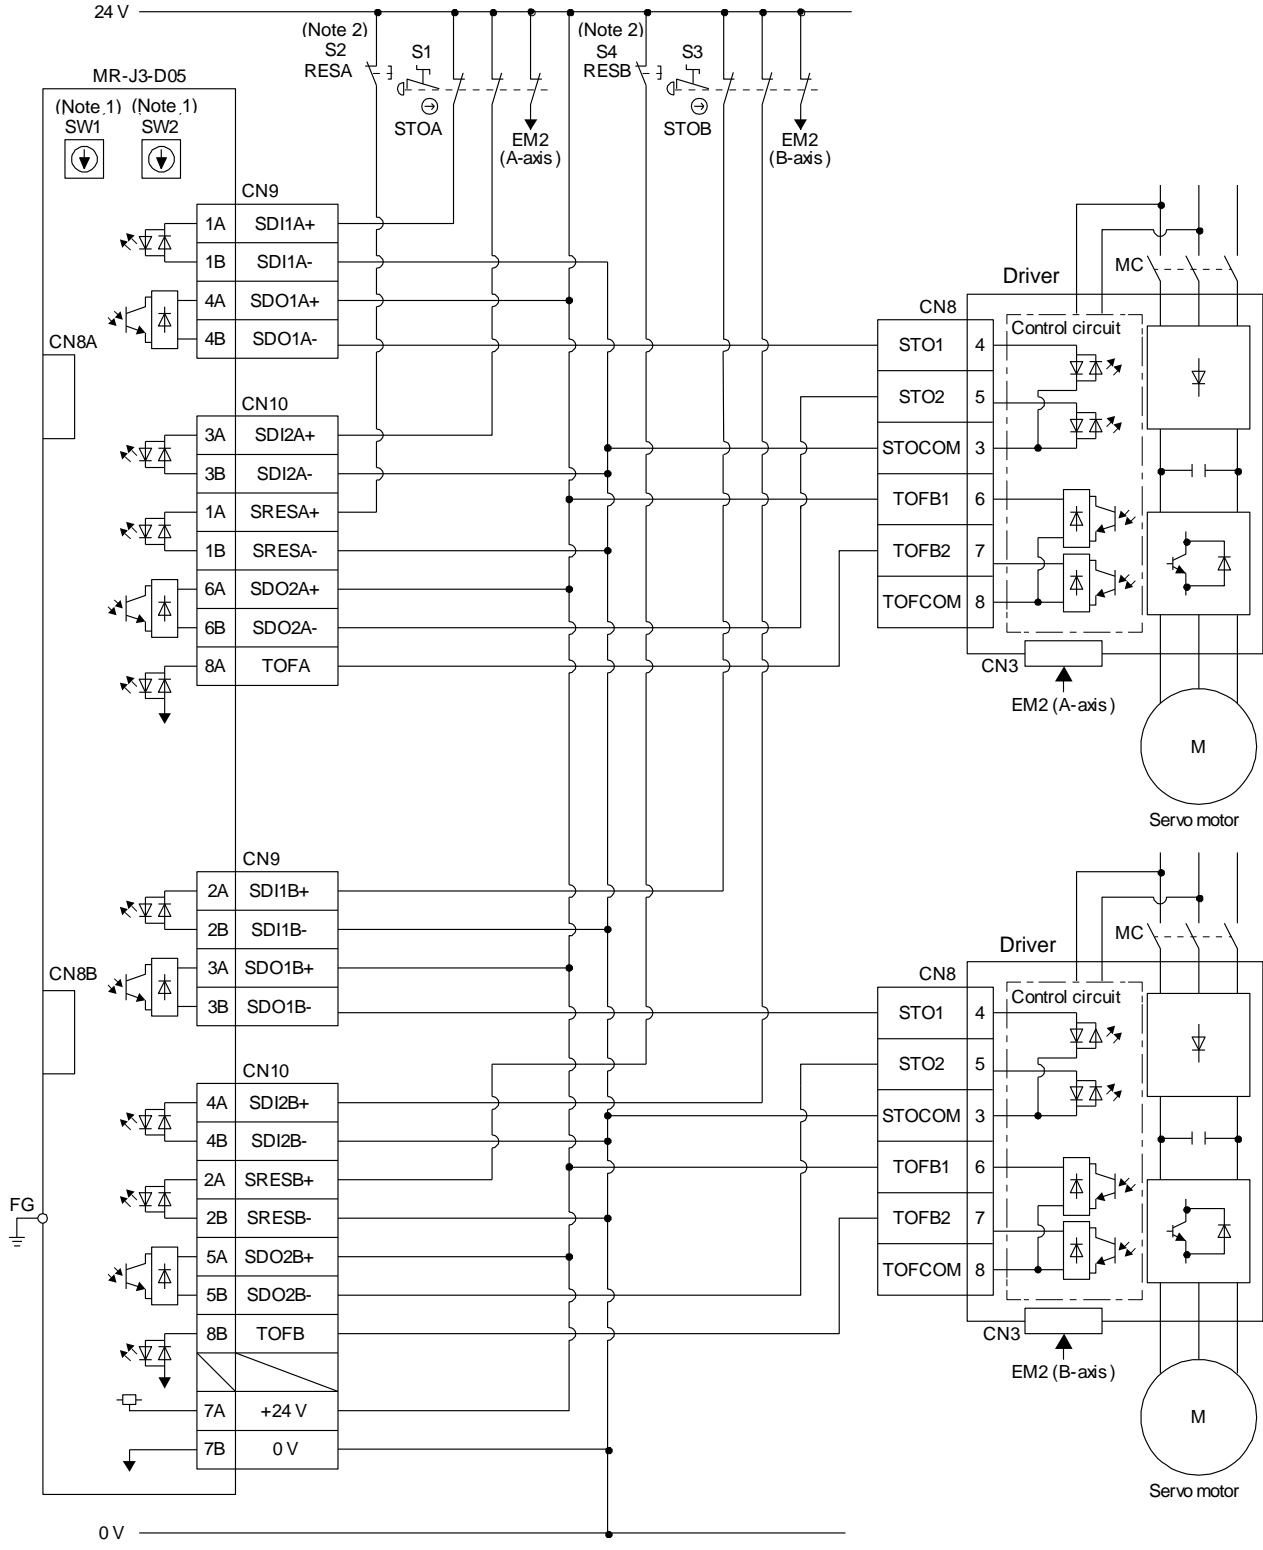 24 V
(Note 2)
S2
RESA
S1
STOA
EM2
(A-axis)
(Note 2)
S4
RESB
S3
STOB
EM2
(B-axis)
MR-J3-D05
(Note 1)
SW1
(Note 1)
SW2
CN8A
CN9
1A SDI1A+
1B SDI1A-
4A SDO1A+
4B SDO1A-
CN10
3A SDI2A+
3B SDI2A-
1A SRESA+
1B SRESA-
6A SDO2A+
6B SDO2A-
8A TOFA
CN8B
CN9
2A SDI1B+
2B SDI1B-
3A SDO1B+
3B SDO1B-
CN10
4A SDI2B+
4B SDI2B-
2A SRESB+
2B SRESB-
5A SDO2B+
5B SDO2B-
8B TOFB
7A +24 V
7B 0 V
FG
0 V
MC
Driver
CN8
Control circuit
STO1 4
STO2 5
STOCOM 3
TOFB1 6
TOFB2 7
TOFCOM 8
CN3
EM2 (A-axis)
M
Servo motor
MC
Driver
CN8
Control circuit
STO1 4
STO2 5
STOCOM 3
TOFB1 6
TOFB2 7
TOFCOM 8
CN3
EM2 (B-axis)
M
Servo motor